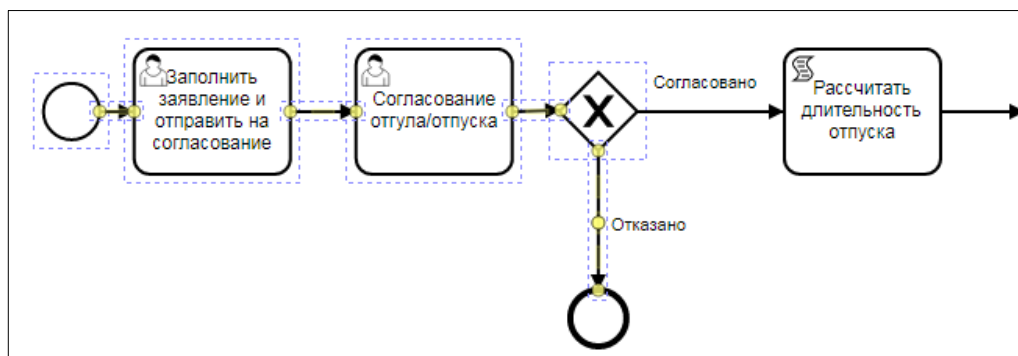 Заполнить
заявление и
отправить на
согласование
Согласование
отгула/отпуска
Согласовано
Отказано
Рассчитать
длительность
отпуска